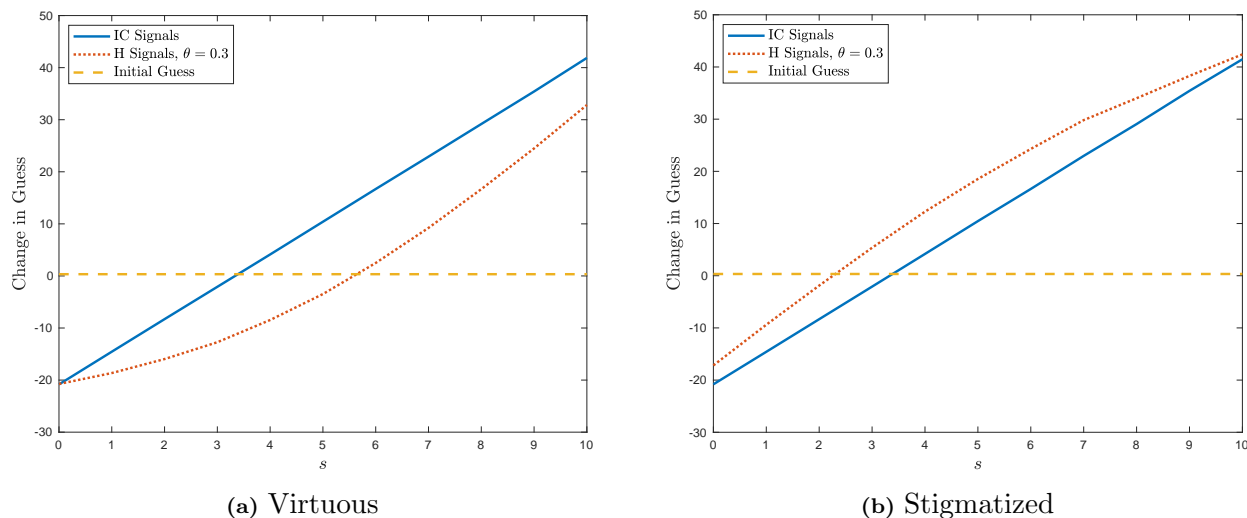 50
40
30
20
10
0
-10
-20
-30
Change in Guess
IC Signals
H Signals, θ = 0.3
Initial Guess
0 1 2 3 4 5 6 7 8 9 10
s
(a) Virtuous
50
40
30
20
10
0
-10
-20
-30
Change in Guess
IC Signals
H Signals, θ = 0.3
Initial Guess
0 1 2 3 4 5 6 7 8 9 10
s
(b) Stigmatized